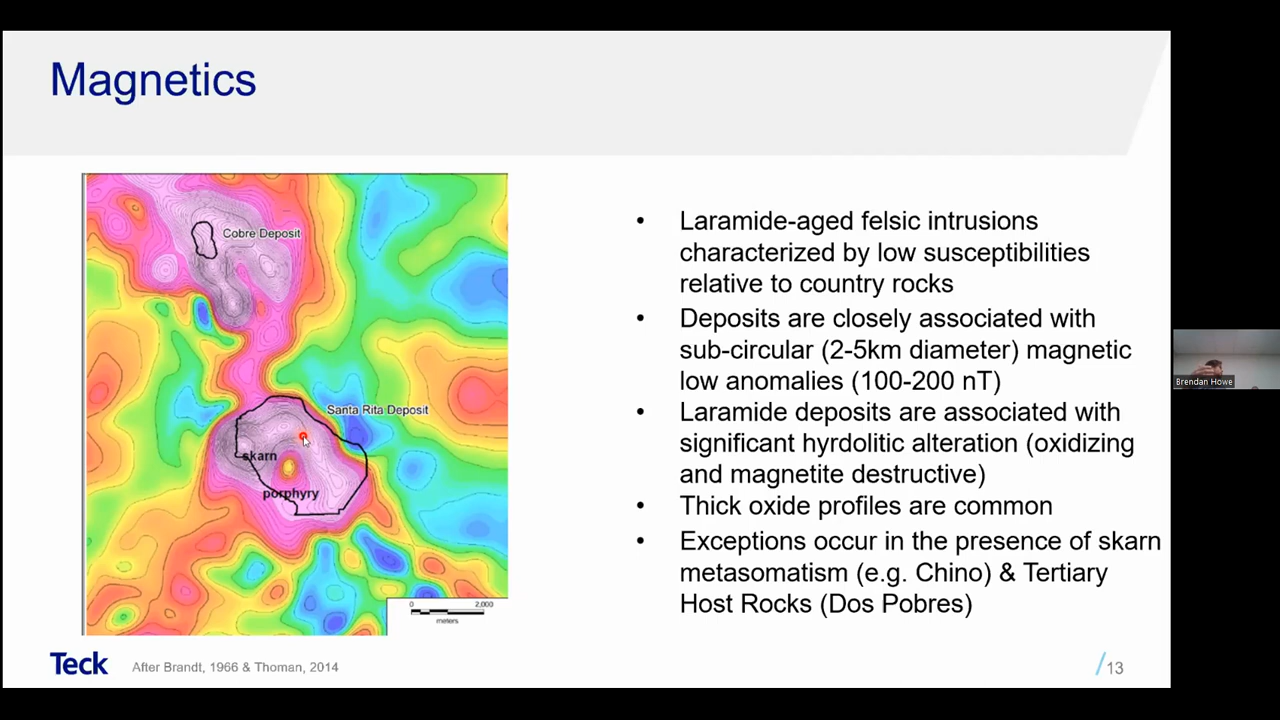 Magnetics
Cobre Deposit
Santa Rita Deposit
skarn
porphyry
0 2,000
meters
• Laramide-aged felsic intrusions
characterized by low susceptibilities
relative to country rocks
• Deposits are closely associated with
sub-circular (2-5km diameter) magnetic
low anomalies (100-200 nT)
• Laramide deposits are associated with
significant hyrdolitic alteration (oxidizing
and magnetite destructive)
• Thick oxide profiles are common
• Exceptions occur in the presence of skarn
metasomatism (e.g. Chino) & Tertiary
Host Rocks (Dos Pobres)
Teck
After Brandt, 1966 & Thoman, 2014
/13
Brendan Howe